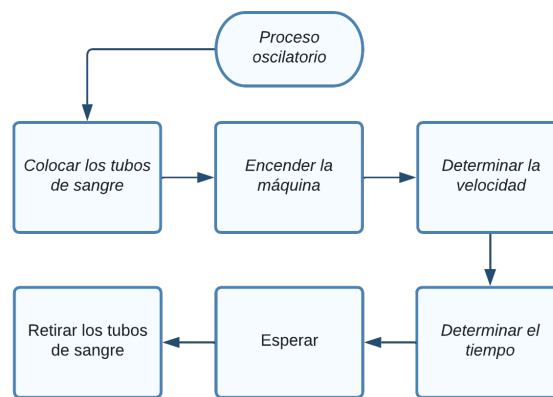 Proceso
oscilatorio
Colocar los tubos
de sangre
Encender la
máquina
Determinar la
velocidad
Determinar el
tiempo
Esperar
Retirar los tubos
de sangre